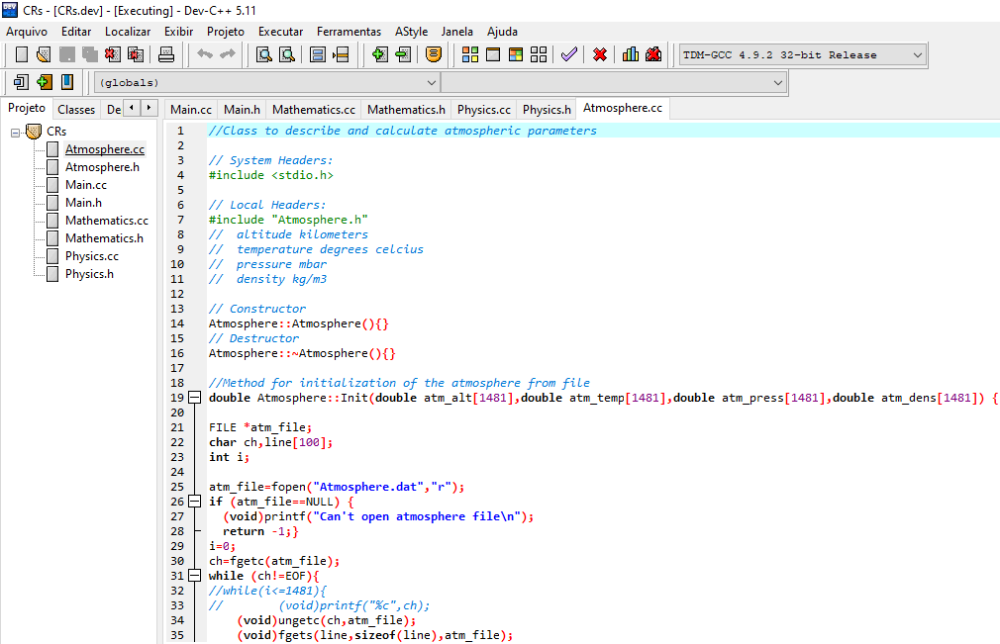 CRs - [CRs.dev] - [Executing] - Dev-C++ 5.11
Arquivo Editar Localizar Exibir Projeto Executar Ferramentas AStyle Janela Ajuda
TDM-GCC 4.9.2 32-bit Release
(globals)
Projeto Classes De
Main.cc Main.h Mathematics.cc Mathematics.h Physics.cc Physics.h Atmosphere.cc
CRs
Atmosphere.cc
Atmosphere.h
Main.cc
Main.h
Mathematics.cc
Mathematics.h
Physics.cc
Physics.h
1 //Class to describe and calculate atmospheric parameters
2
3 // System Headers:
4 #include <stdio.h>
5
6 // Local Headers:
7 #include "Atmosphere.h"
8 //  altitude kilometers
9 //  temperature degrees celcius
10 //  pressure mbar
11 //  density kg/m3
12
13 // Constructor
14 Atmosphere::Atmosphere(){}
15 // Destructor
16 Atmosphere::~Atmosphere(){}
17
18 //Method for initialization of the atmosphere from file
19 double Atmosphere::Init(double atm_alt[1481],double atm_temp[1481],double atm_press[1481],double atm_dens[1481]) {
20
21 FILE *atm_file;
22 char ch,line[100];
23 int i;
24
25 atm_file=fopen("Atmosphere.dat","r");
26 if (atm_file==NULL) {
27   (void)printf("Can't open atmosphere file\n");
28   return -1;}
29 i=0;
30 ch=fgetc(atm_file);
31 while (ch!=EOF){
32 //while(i<=1481){
33 //        (void)printf("%c",ch);
34     (void)ungetc(ch,atm_file);
35     (void)fgets(line,sizeof(line),atm_file);